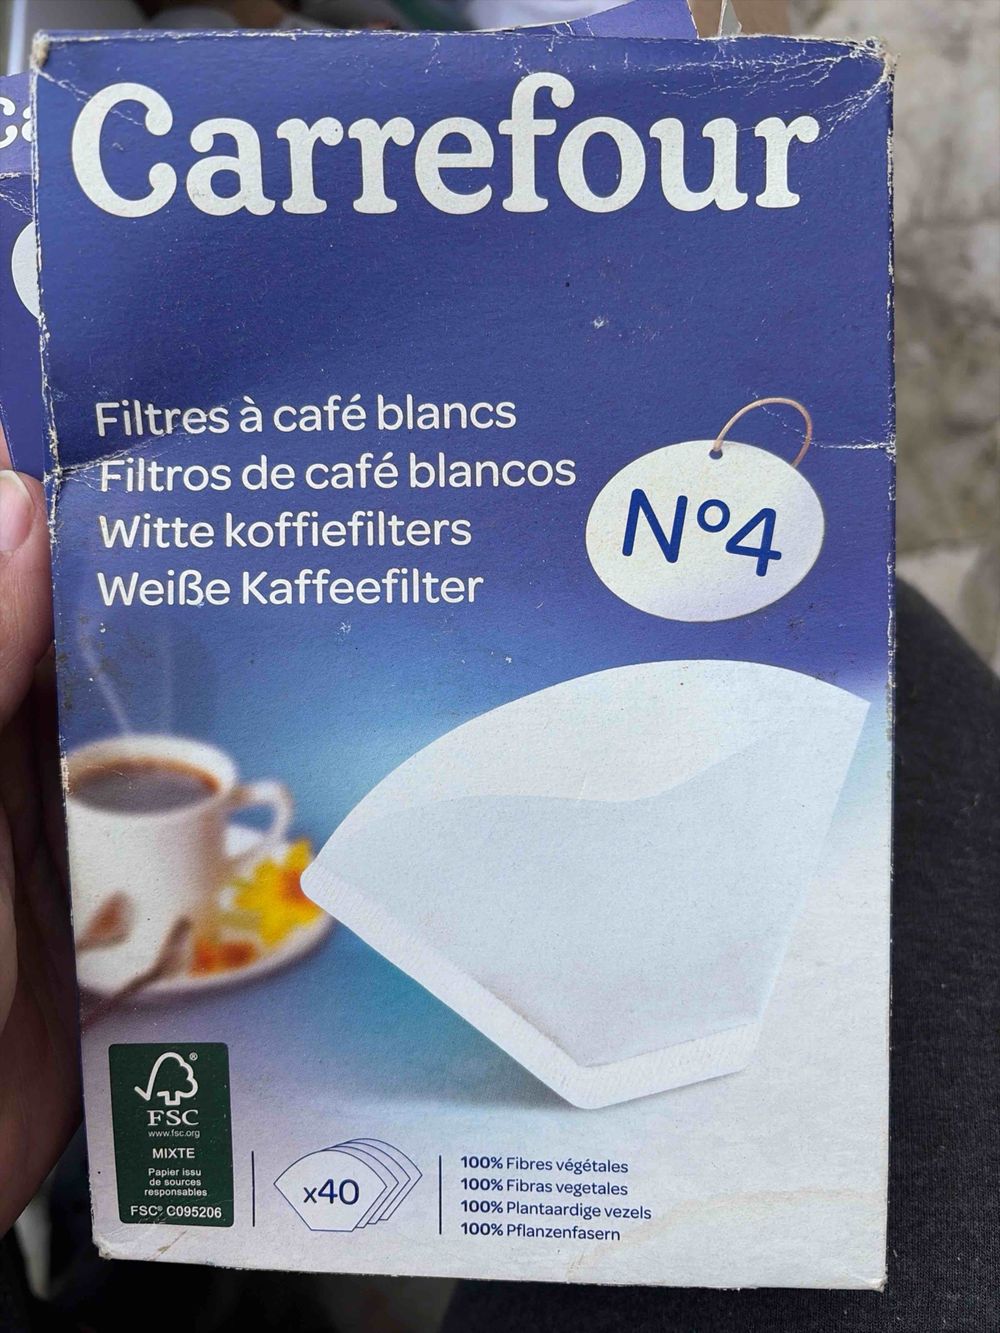 Carrefour
Filtres à café blancs
Filtros de café blancos
Witte koffiefilters
Weiße Kaffeefilter
Nº4
FSC®
www.fsc.org
MIXTE
Papier issu
de sources
responsables
FSC® C095206
x40
100% Fibres végétales
100% Fibras vegetales
100% Plantaardige vezels
100% Pflanzenfasern